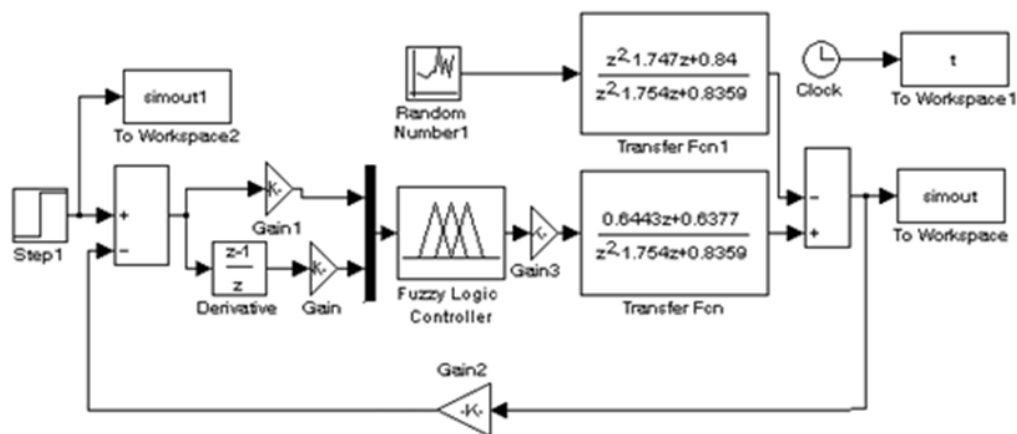 simout1
To Workspace2
Step1
+
−
K-
Gain1
z-1
z
Derivative
K-
Gain
Fuzzy Logic
Controller
Gain3
Random
Number1
z2-1.747z+0.84
z2-1.754z+0.8359
Transfer Fcn1
0.6443z+0.6377
z2-1.754z+0.8359
Transfer Fcn
Clock
t
To Workspace1
−
+
simout
To Workspace
Gain2
-K-